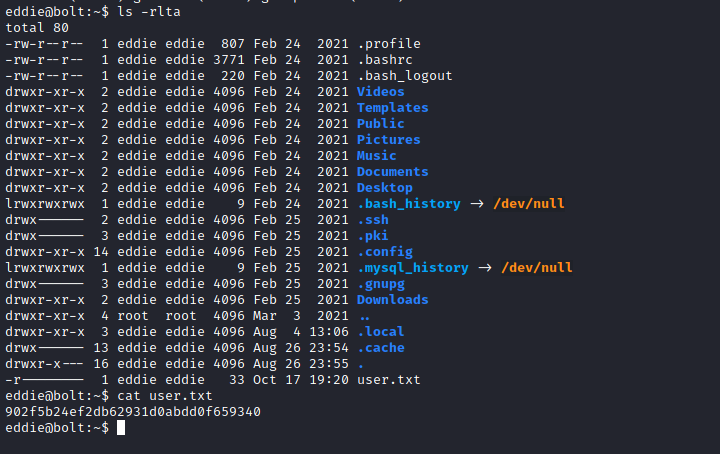 eddie@bolt:~$ ls -rlta
total 80
-rw-r--r--  1 eddie eddie  807 Feb 24  2021 .profile
-rw-r--r--  1 eddie eddie 3771 Feb 24  2021 .bashrc
-rw-r--r--  1 eddie eddie  220 Feb 24  2021 .bash_logout
drwxr-xr-x  2 eddie eddie 4096 Feb 24  2021 Videos
drwxr-xr-x  2 eddie eddie 4096 Feb 24  2021 Templates
drwxr-xr-x  2 eddie eddie 4096 Feb 24  2021 Public
drwxr-xr-x  2 eddie eddie 4096 Feb 24  2021 Pictures
drwxr-xr-x  2 eddie eddie 4096 Feb 24  2021 Music
drwxr-xr-x  2 eddie eddie 4096 Feb 24  2021 Documents
drwxr-xr-x  2 eddie eddie 4096 Feb 24  2021 Desktop
lrwxrwxrwx  1 eddie eddie    9 Feb 24  2021 .bash_history -> /dev/null
drwx------  2 eddie eddie 4096 Feb 25  2021 .ssh
drwx------  3 eddie eddie 4096 Feb 25  2021 .pki
drwxr-xr-x 14 eddie eddie 4096 Feb 25  2021 .config
lrwxrwxrwx  1 eddie eddie    9 Feb 25  2021 .mysql_history -> /dev/null
drwx------  3 eddie eddie 4096 Feb 25  2021 .gnupg
drwxr-xr-x  2 eddie eddie 4096 Feb 25  2021 Downloads
drwxr-xr-x  4 root  root  4096 Mar  3  2021 ..
drwxr-xr-x  3 eddie eddie 4096 Aug  4 13:06 .local
drwx------ 13 eddie eddie 4096 Aug 26 23:54 .cache
drwxr-x--- 16 eddie eddie 4096 Aug 26 23:55 .
-r--------  1 eddie eddie   33 Oct 17 19:20 user.txt
eddie@bolt:~$ cat user.txt
902f5b24ef2db62931d0abdd0f659340
eddie@bolt:~$